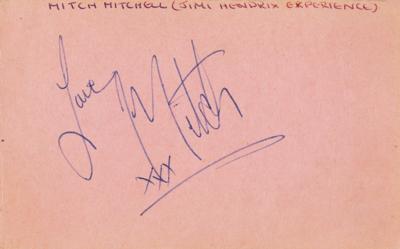 MITCH MITCHELL (JIMI HENDRIX EXPERIENCE)
Love Mitch
xxx